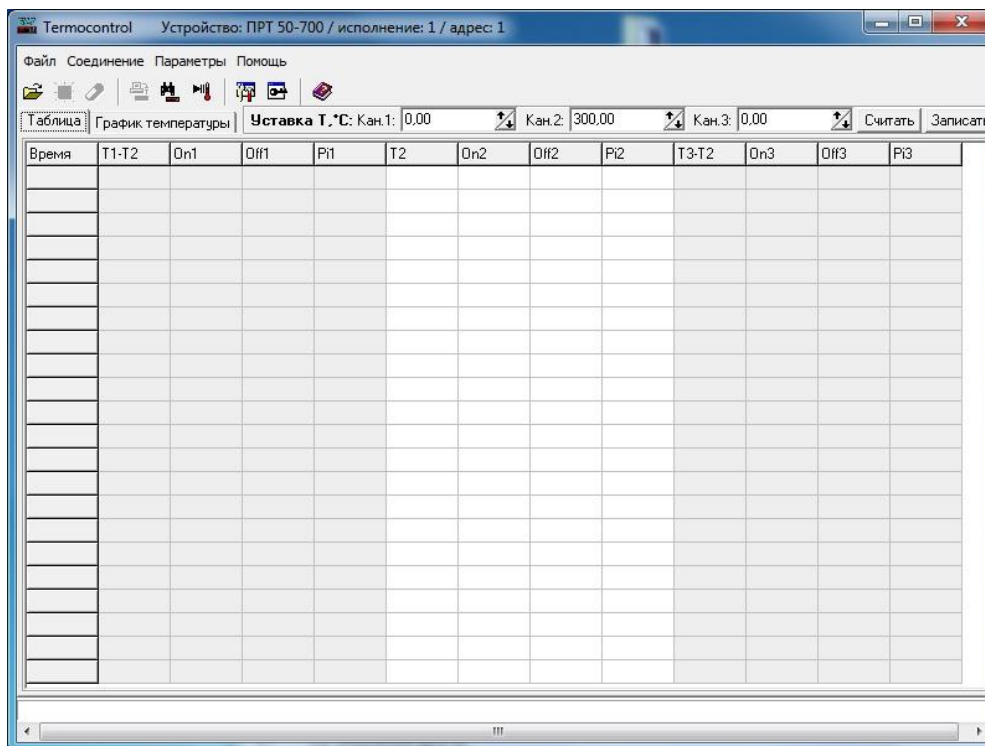 Termocontrol Устройство: ПРТ 50-700 / исполнение: 1 / адрес: 1
Файл Соединение Параметры Помощь
Таблица График температуры Уставка Т,°С: Кан.1: 0,00 Кан.2: 300,00 Кан.3: 0,00 Считать Записать
Время T1-T2 On1 Off1 Pi1 T2 On2 Off2 Pi2 T3-T2 On3 Off3 Pi3